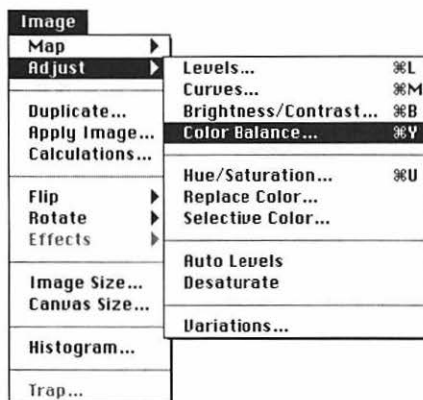 Image
Map
Adjust
Duplicate...
Apply Image...
Calculations...
Flip
Rotate
Effects
Image Size...
Canvas Size...
Histogram...
Trap...
Levels... ⌘L
Curves... ⌘M
Brightness/Contrast... ⌘B
Color Balance... ⌘Y
Hue/Saturation... ⌘U
Replace Color...
Selective Color...
Auto Levels
Desaturate
Variations...